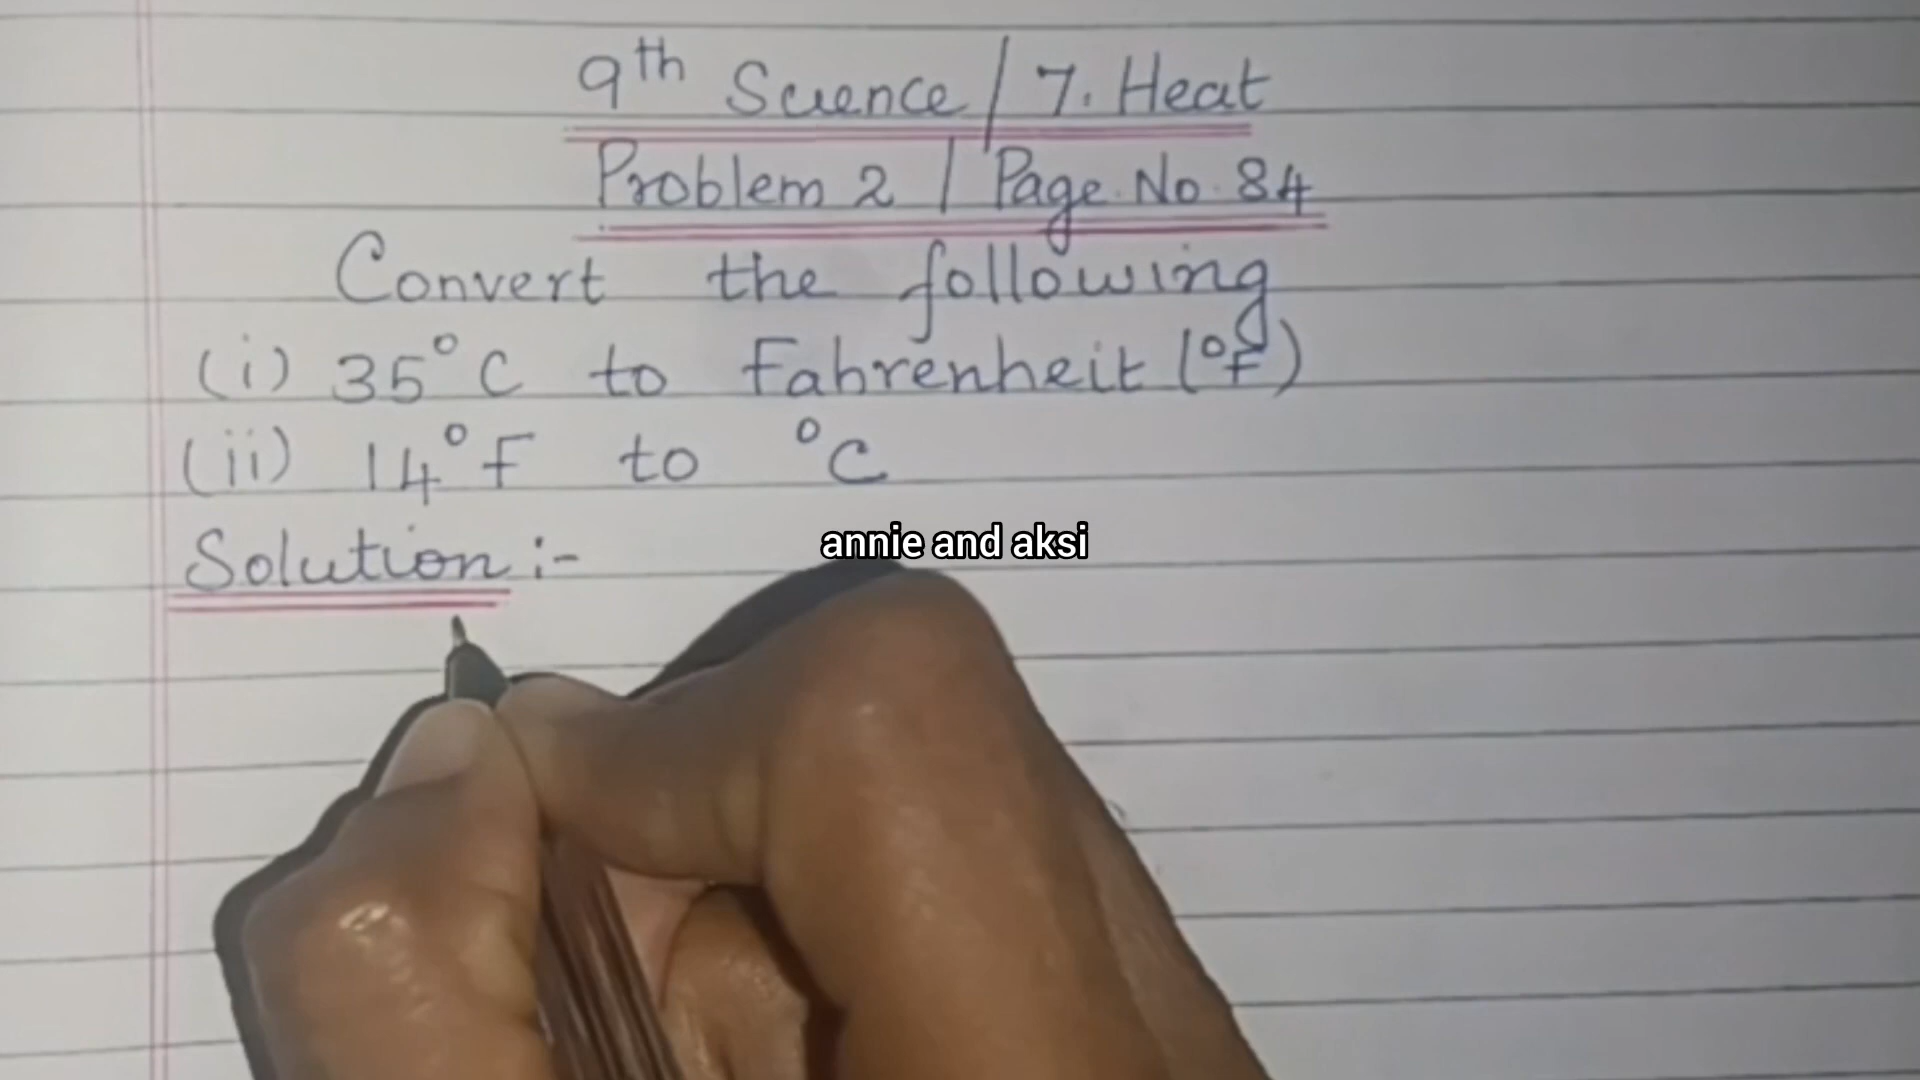 9th Science / 7. Heat
Problem 2 / Page No. 84
Convert the following
(i) 35°C to Fahrenheit (°F)
(ii) 14°F to °C
Solution :-
annie and aksi